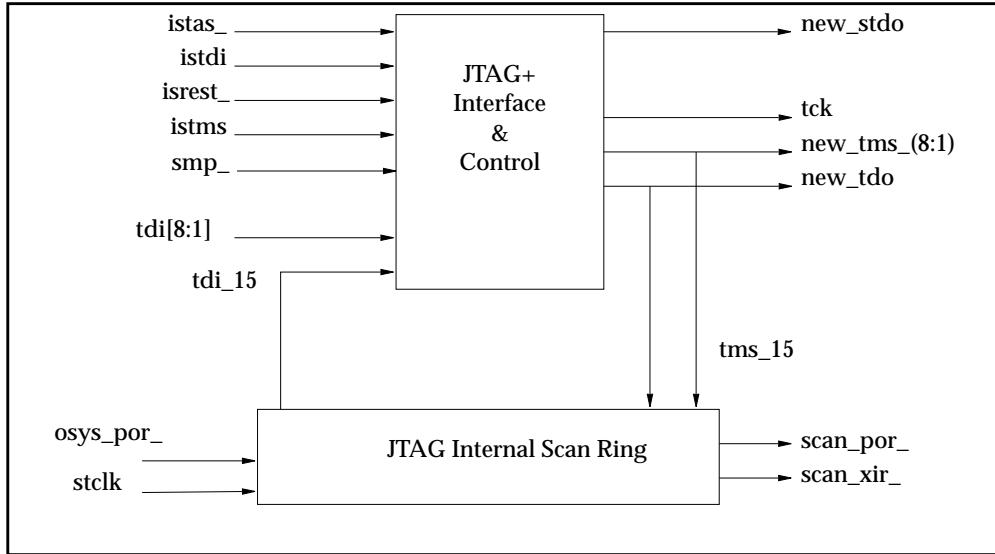 istas_
istdi
isrest_
istms
smp_
tdi[8:1]
tdi_15
JTAG+
Interface
&
Control
new_stdo
tck
new_tms_(8:1)
new_tdo
tms_15
osys_por_
stclk
JTAG Internal Scan Ring
scan_por_
scan_xir_